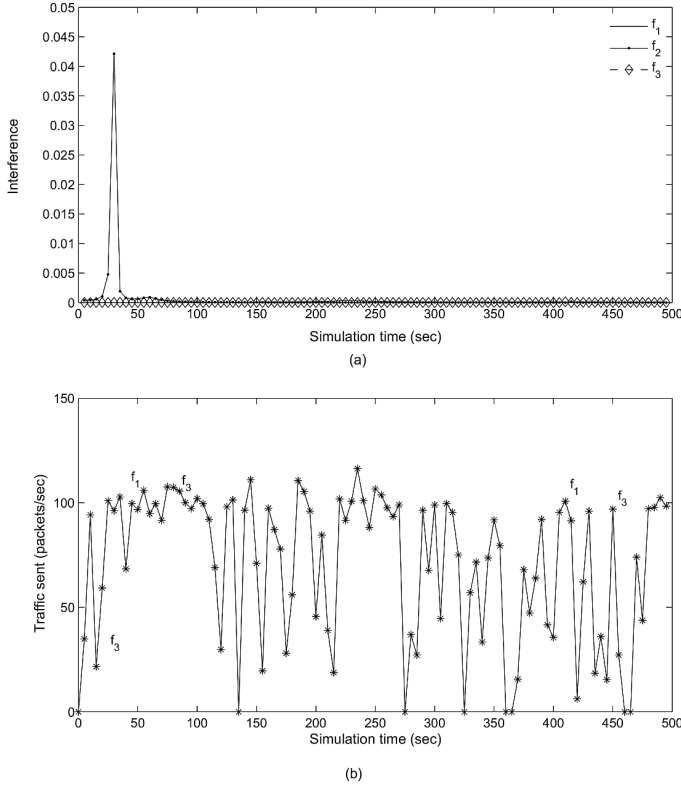 0.05
0.045
0.04
0.035
0.03
0.025
0.02
0.015
0.01
0.005
0
Interference
f1
f2
f3
0 50 100 150 200 250 300 350 400 450 500
Simulation time (sec)
(a)
150
100
50
0
Traffic sent (packets/sec)
f1
f3
f3
f1
f3
0 50 100 150 200 250 300 350 400 450 500
Simulation time (sec)
(b)